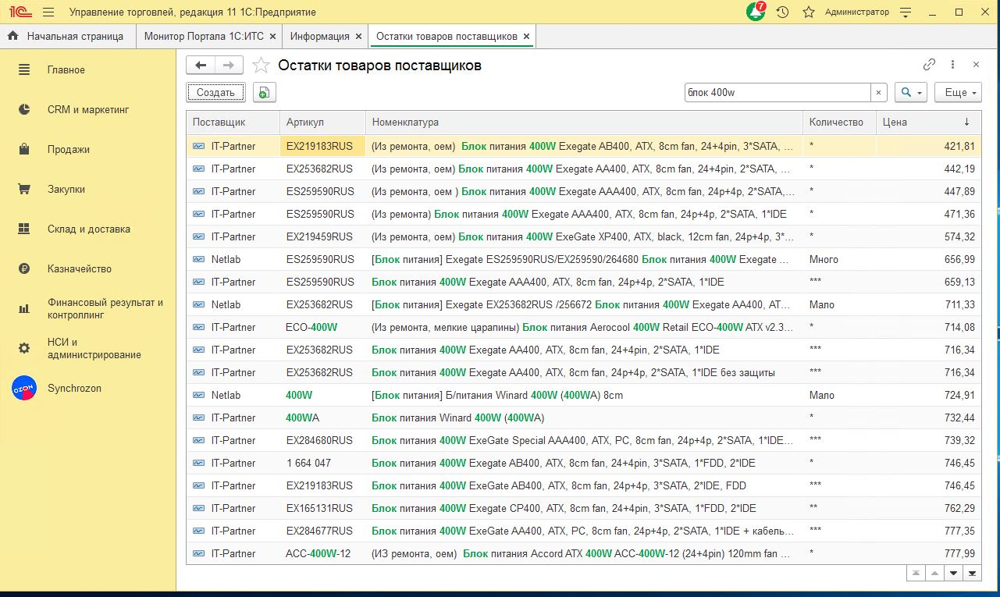 1С Управление торговлей, редакция 11 1С:Предприятие 7 Администратор
Начальная страница Монитор Портала 1С:ИТС × Информация × Остатки товаров поставщиков ×
Главное
CRM и маркетинг
Продажи
Закупки
Склад и доставка
Казначейство
Финансовый результат и
контроллинг
НСИ и
администрирование
OZON Synchrozon
Остатки товаров поставщиков
Создать блок 400w × Еще
Поставщик Артикул Номенклатура Количество Цена ↓
IT-Partner EX219183RUS (Из ремонта, оем) Блок питания 400W Exegate AB400, ATX, 8cm fan, 24+4pin, 3*SATA, ... * 421,81
IT-Partner EX253682RUS (Из ремонта, оем) Блок питания 400W Exegate AA400, ATX, 8cm fan, 24+4pin, 2*SATA, ... * 442,19
IT-Partner ES259590RUS (Из ремонта, оем ) Блок питания 400W Exegate AAA400, ATX, 8cm fan, 24p+4p, 2*SATA,... * 447,89
IT-Partner ES259590RUS (Из ремонта) Блок питания 400W Exegate AAA400, ATX, 8cm fan, 24p+4p, 2*SATA, 1*IDE * 471,36
IT-Partner EX219459RUS (Из ремонта, оем) Блок питания 400W ExeGate XP400, ATX, black, 12cm fan, 24p+4p, 3*... * 574,32
Netlab ES259590RUS [Блок питания] Exegate ES259590RUS/EX259590/264680 Блок питания 400W Exegate ... Много 656,99
IT-Partner ES259590RUS Блок питания 400W Exegate AAA400, ATX, 8cm fan, 24p+4p, 2*SATA, 1*IDE *** 659,13
Netlab EX253682RUS [Блок питания] Exegate EX253682RUS /256672 Блок питания 400W Exegate AA400, AT... Мало 711,33
IT-Partner ECO-400W (Из ремонта, мелкие царапины) Блок питания Aerocool 400W Retail ECO-400W ATX v2.3... * 714,08
IT-Partner EX253682RUS Блок питания 400W Exegate AA400, ATX, 8cm fan, 24+4pin, 2*SATA, 1*IDE *** 716,34
IT-Partner EX253682RUS Блок питания 400W Exegate AA400, ATX, 8cm fan, 24p+4p, 2*SATA, 1*IDE без защиты *** 716,34
Netlab 400W [Блок питания] Б/питания Winard 400W (400WA) 8cm Мало 724,91
IT-Partner 400WA Блок питания Winard 400W (400WA) * 732,44
IT-Partner EX284680RUS Блок питания 400W ExeGate Special AAA400, ATX, PC, 8cm fan, 24p+4p, 2*SATA, 1*IDE... *** 739,32
IT-Partner 1 664 047 Блок питания 400W Exegate AB400, ATX, 8cm fan, 24+4pin, 3*SATA, 1*FDD, 2*IDE * 746,45
IT-Partner EX219183RUS Блок питания 400W ExeGate AB400, ATX, 8cm fan, 24p+4p, 3*SATA, 2*IDE, FDD *** 746,45
IT-Partner EX165131RUS Блок питания 400W Exegate CP400, ATX, 8cm fan, 24+4pin, 3*SATA, 1*FDD, 2*IDE ** 762,29
IT-Partner EX284677RUS Блок питания 400W ExeGate AA400, ATX, PC, 8cm fan, 24p+4p, 2*SATA, 1*IDE + кабель... *** 777,35
IT-Partner ACC-400W-12 (ИЗ ремонта, оем) Блок питания Accord ATX 400W ACC-400W-12 (24+4pin) 120mm fan ... * 777,99